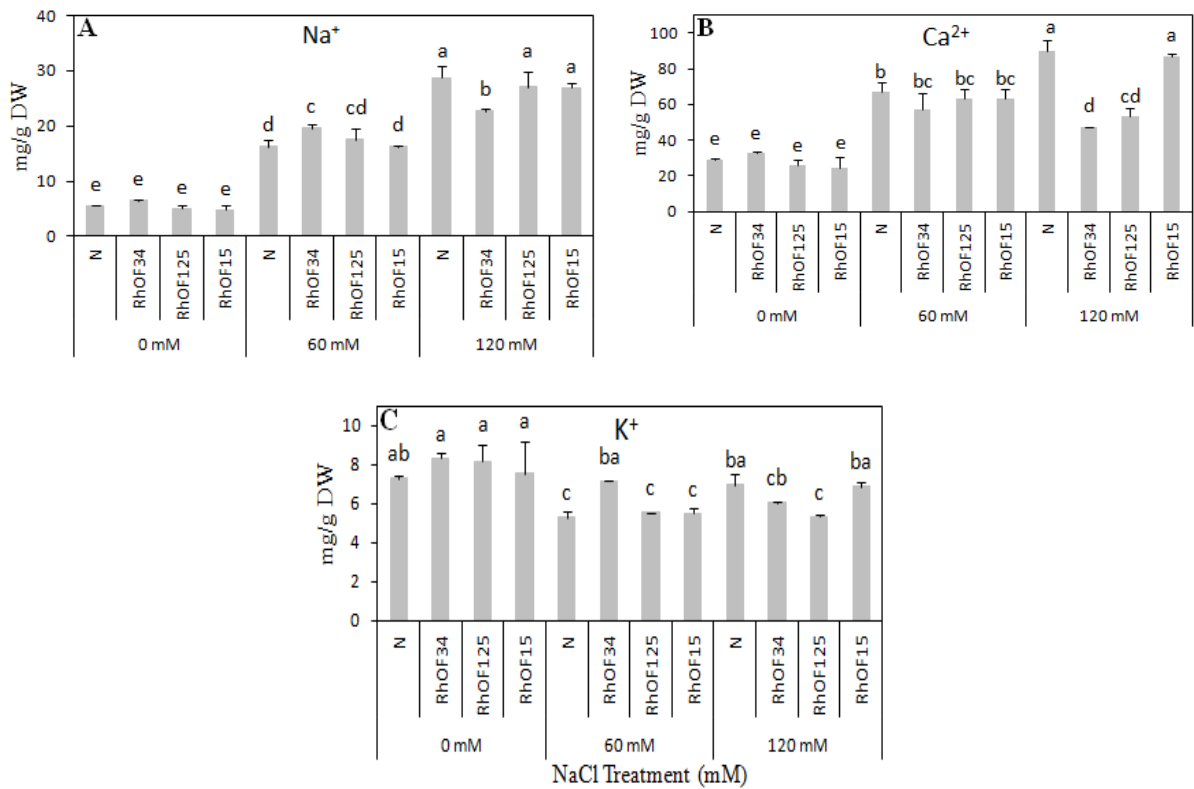 A
Na⁺
mg/g DW
40
30
20
10
0
e e e e d c cd d a b a a
N RhOF34 RhOF125 RhOF15 N RhOF34 RhOF125 RhOF15 N RhOF34 RhOF125 RhOF15
0 mM 60 mM 120 mM
B
Ca²⁺
mg/g DW
100
80
60
40
20
0
e e e e b bc bc bc a d cd a
N RhOF34 RhOF125 RhOF15 N RhOF34 RhOF125 RhOF15 N RhOF34 RhOF125 RhOF15
0 mM 60 mM 120 mM
C
K⁺
mg/g DW
10
8
6
4
2
0
ab a a a c ba c c ba cb c ba
N RhOF34 RhOF125 RhOF15 N RhOF34 RhOF125 RhOF15 N RhOF34 RhOF125 RhOF15
0 mM 60 mM 120 mM
NaCl Treatment (mM)